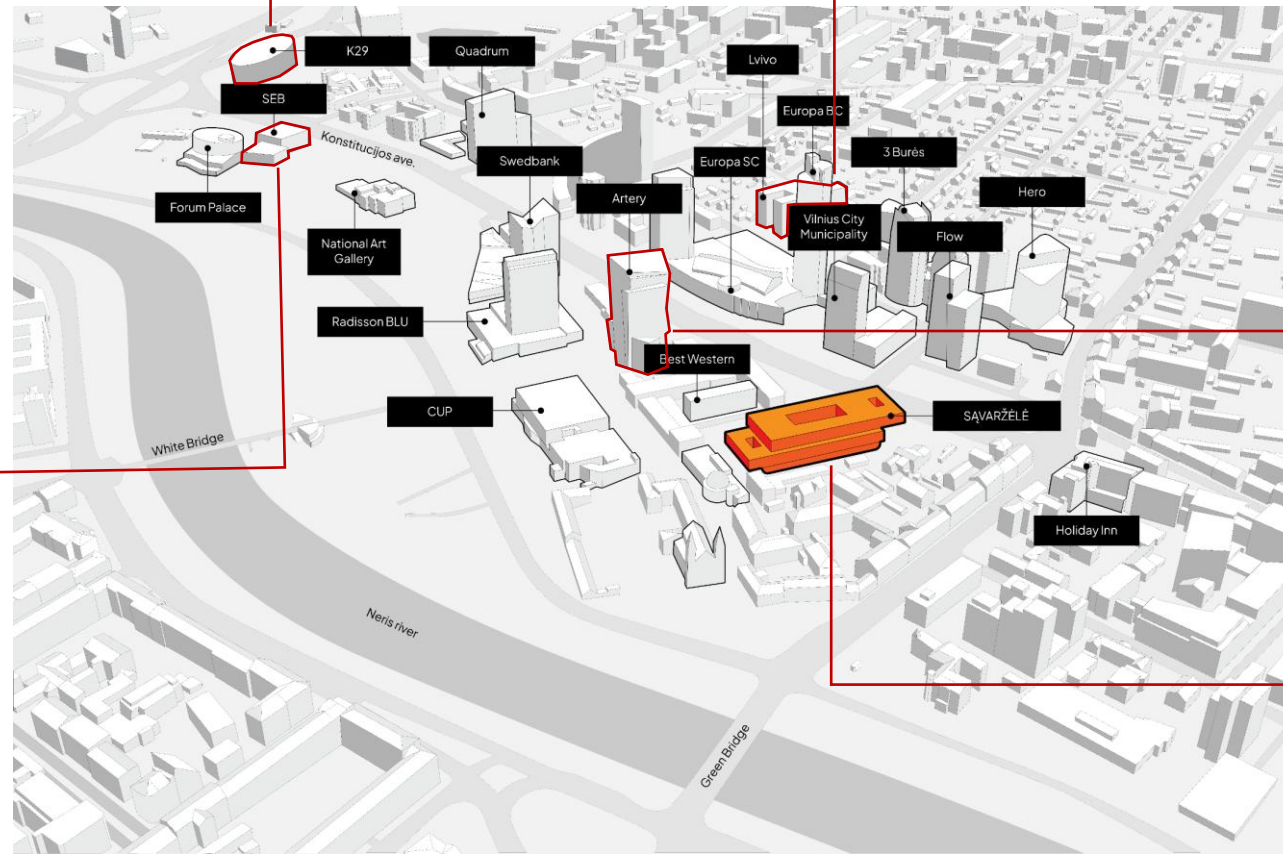 K29
Quadrum
Lvivo
SEB
Europa BC
Konstitucijos ave.
3 Burės
Swedbank
Europa SC
Artery
Hero
Forum Palace
Vilnius City
Municipality
Flow
National Art
Gallery
Radisson BLU
Best Western
CUP
SĄVARŽĖLĖ
White Bridge
Holiday Inn
Neris river
Green Bridge